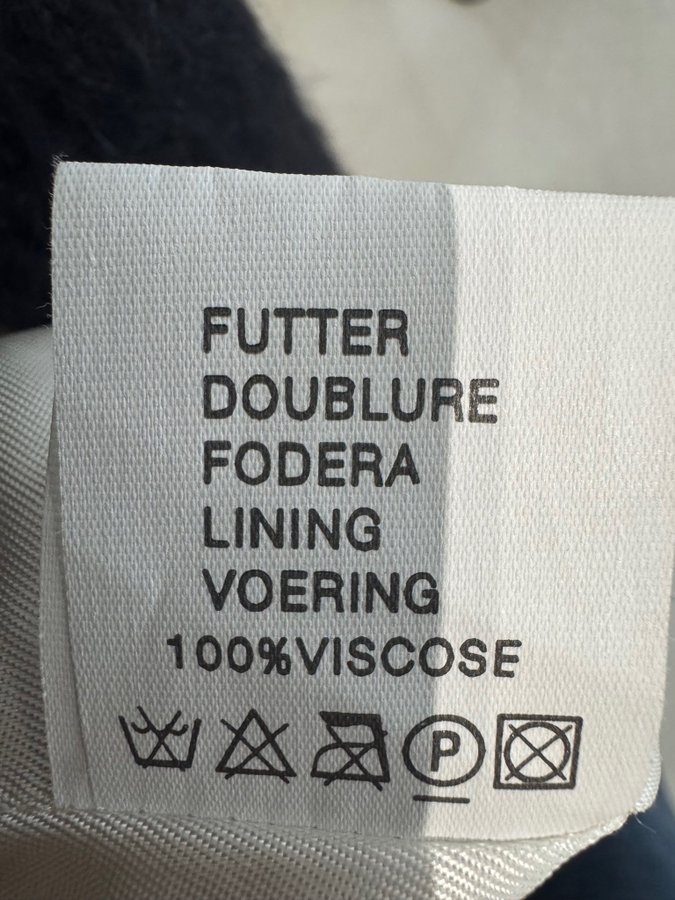 FUTTER
DOUBLURE
FODERA
LINING
VOERING
100%VISCOSE
P